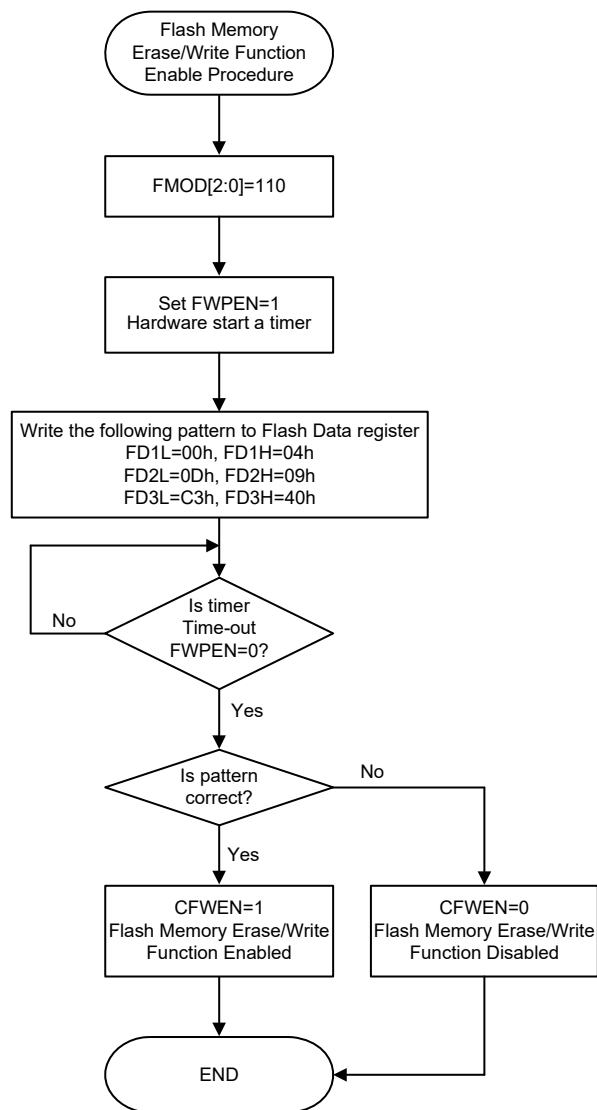 Flash Memory
Erase/Write Function
Enable Procedure
FMOD[2:0]=110
Set FWPEN=1
Hardware start a timer
Write the following pattern to Flash Data register
FD1L=00h, FD1H=04h
FD2L=0Dh, FD2H=09h
FD3L=C3h, FD3H=40h
Is timer
Time-out
FWPEN=0?
No
Yes
Is pattern
correct?
No
Yes
CFWEN=1
Flash Memory Erase/Write
Function Enabled
CFWEN=0
Flash Memory Erase/Write
Function Disabled
END